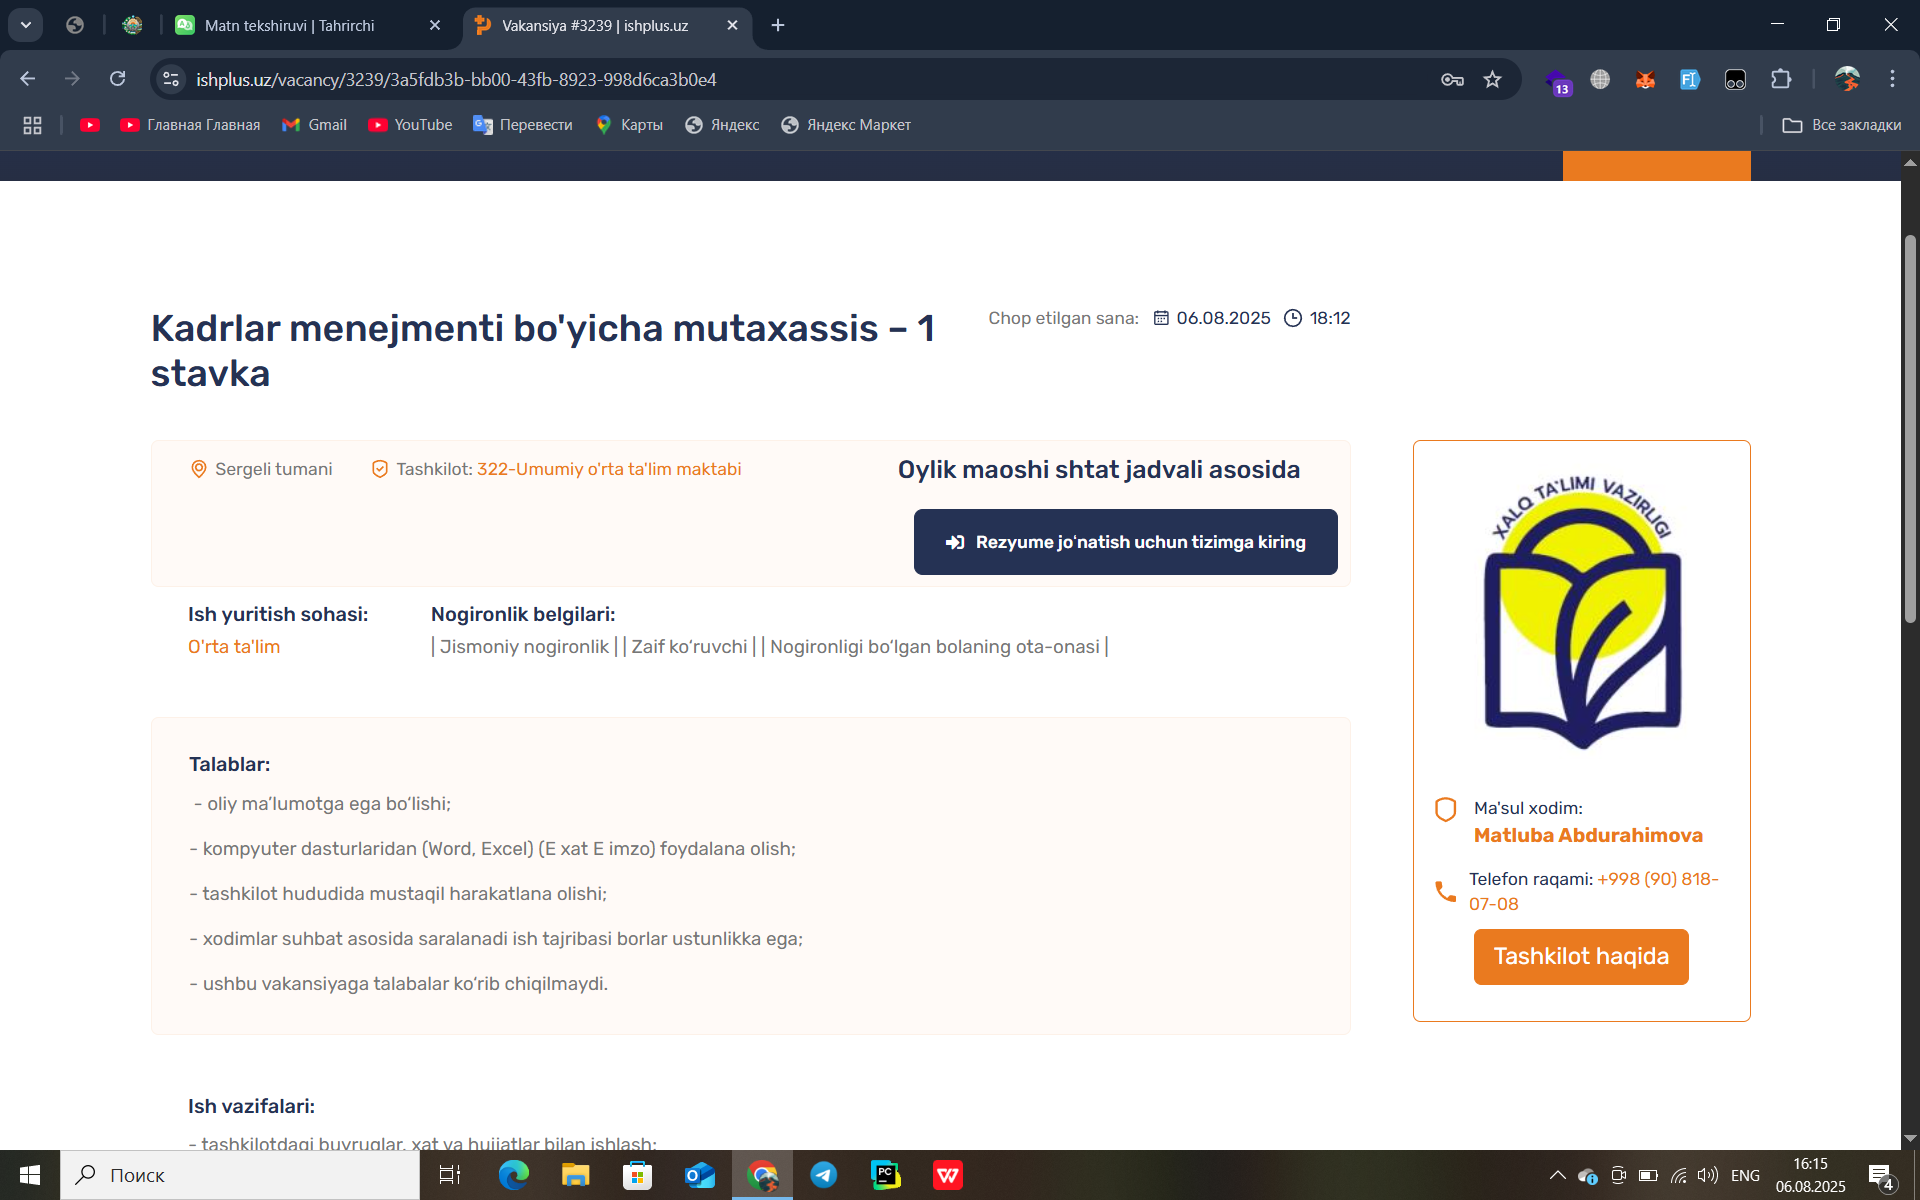 Matn tekshiruvi | Tahrirchi
Vakansiya #3239 | ishplus.uz
ishplus.uz/vacancy/3239/3a5fdb3b-bb00-43fb-8923-998d6ca3b0e4
13
Главная Главная
Gmail
YouTube
Перевести
Карты
Яндекс
Яндекс Маркет
Все закладки
Kadrlar menejmenti bo'yicha mutaxassis – 1
stavka
Chop etilgan sana: 06.08.2025 18:12
Sergeli tumani
Tashkilot: 322-Umumiy o'rta ta'lim maktabi
Oylik maoshi shtat jadvali asosida
Rezyume jo‘natish uchun tizimga kiring
Ish yuritish sohasi:
O'rta ta'lim
Nogironlik belgilari:
| Jismoniy nogironlik | | Zaif ko‘ruvchi | | Nogironligi bo‘lgan bolaning ota-onasi |
XALQ TA'LIMI VAZIRLIGI
Ma'sul xodim:
Matluba Abdurahimova
Telefon raqami: +998 (90) 818-
07-08
Tashkilot haqida
Talablar:
- oliy ma’lumotga ega bo‘lishi;
- kompyuter dasturlaridan (Word, Excel) (E xat E imzo) foydalana olish;
- tashkilot hududida mustaqil harakatlana olishi;
- xodimlar suhbat asosida saralanadi ish tajribasi borlar ustunlikka ega;
- ushbu vakansiyaga talabalar ko‘rib chiqilmaydi.
Ish vazifalari:
- tashkilotdagi buyruqlar, xat va hujjatlar bilan ishlash;
Поиск
ENG
16:15
06.08.2025
4